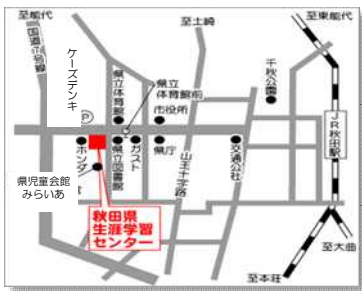 至能代
国道7号線
ケーズデンキ
至土崎
至東能代
千秋公園
JR秋田駅
県立体育館
県立体育館前
市役所
P
ホンダ
県立図書館
ガスト
県庁
山王十字路
交通公社
県児童会館
みらいあ
秋田県
生涯学習
センター
至本荘
至大曲